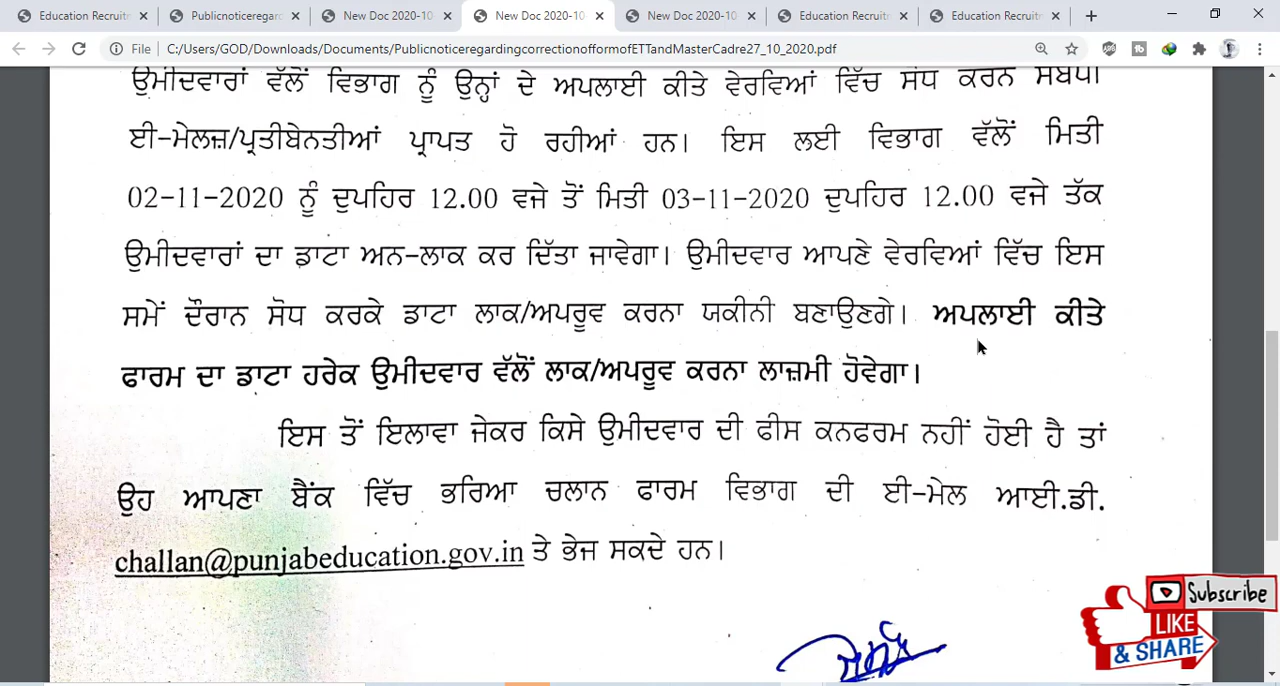 Education Recruit
Publicnoticeregard
New Doc 2020-10-
New Doc 2020-10-
New Doc 2020-10
Education Recruit
Education Recruit
File
C:/Users/GOD/Downloads/Documents/PublicnoticeregardingcorrectionofformofETTandMasterCadre27_10_2020.pdf
ਉਮੀਦਵਾਰਾਂ ਵੱਲੋਂ ਵਿਭਾਗ ਨੂੰ ਉਨ੍ਹਾਂ ਦੇ ਅਪਲਾਈ ਕੀਤੇ ਵੇਰਵਿਆਂ ਵਿੱਚ ਸੋਧ ਕਰਨ ਸਬੰਧੀ
ਈ-ਮੇਲਜ਼/ਪ੍ਰਤੀਬੇਨਤੀਆਂ ਪ੍ਰਾਪਤ ਹੋ ਰਹੀਆਂ ਹਨ। ਇਸ ਲਈ ਵਿਭਾਗ ਵੱਲੋਂ ਮਿਤੀ
02-11-2020 ਨੂੰ ਦੁਪਹਿਰ 12.00 ਵਜੇ ਤੋਂ ਮਿਤੀ 03-11-2020 ਦੁਪਹਿਰ 12.00 ਵਜੇ ਤੱਕ
ਉਮੀਦਵਾਰਾਂ ਦਾ ਡਾਟਾ ਅਨ-ਲਾਕ ਕਰ ਦਿੱਤਾ ਜਾਵੇਗਾ। ਉਮੀਦਵਾਰ ਆਪਣੇ ਵੇਰਵਿਆਂ ਵਿੱਚ ਇਸ
ਸਮੇਂ ਦੌਰਾਨ ਸੋਧ ਕਰਕੇ ਡਾਟਾ ਲਾਕ/ਅਪਰੂਵ ਕਰਨਾ ਯਕੀਨੀ ਬਣਾਉਣਗੇ। ਅਪਲਾਈ ਕੀਤੇ
ਫਾਰਮ ਦਾ ਡਾਟਾ ਹਰੇਕ ਉਮੀਦਵਾਰ ਵੱਲੋਂ ਲਾਕ/ਅਪਰੂਵ ਕਰਨਾ ਲਾਜ਼ਮੀ ਹੋਵੇਗਾ।
ਇਸ ਤੋਂ ਇਲਾਵਾ ਜੇਕਰ ਕਿਸੇ ਉਮੀਦਵਾਰ ਦੀ ਫੀਸ ਕਨਫਰਮ ਨਹੀਂ ਹੋਈ ਹੈ ਤਾਂ
ਉਹ ਆਪਣਾ ਬੈਂਕ ਵਿੱਚ ਭਰਿਆ ਚਲਾਨ ਫਾਰਮ ਵਿਭਾਗ ਦੀ ਈ-ਮੇਲ ਆਈ.ਡੀ.
challan@punjabeducation.gov.in ਤੇ ਭੇਜ ਸਕਦੇ ਹਨ।
Subscribe
LIKE
& SHARE